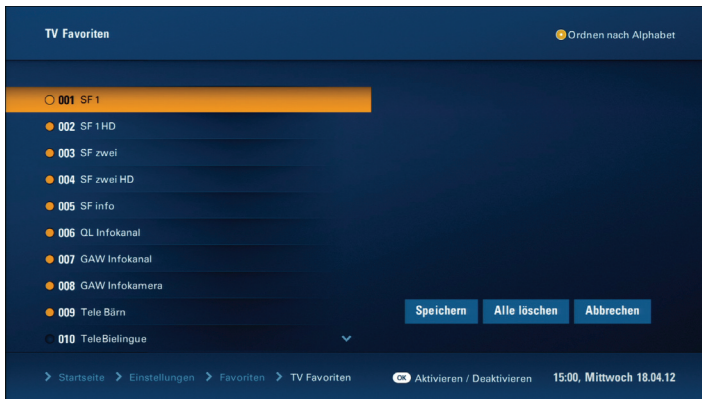 TV Favoriten
Ordnen nach Alphabet
001 SF 1
002 SF 1 HD
003 SF zwei
004 SF zwei HD
005 SF info
006 QL Infokanal
007 GAW Infokanal
008 GAW Infokamera
009 Tele Bärn
Speichern Alle löschen Abbrechen
010 TeleBielingue
Startseite Einstellungen Favoriten TV Favoriten OK Aktivieren / Deaktivieren 15:00, Mittwoch 18.04.12